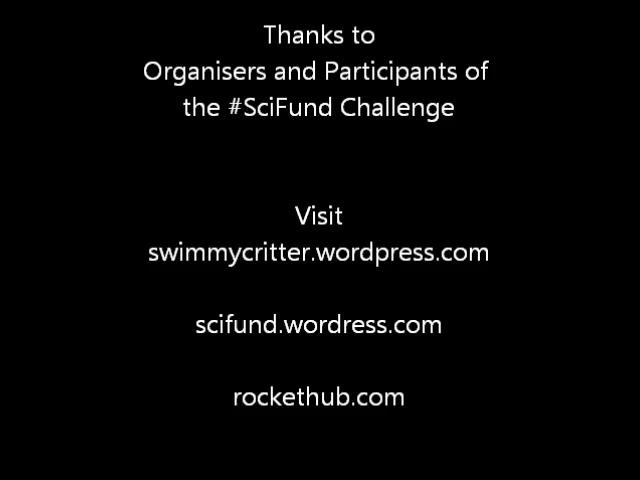 Thanks to
Organisers and Participants of
the #SciFund Challenge
Visit
swimmycritter.wordpress.com
scifund.wordress.com
rockethub.com